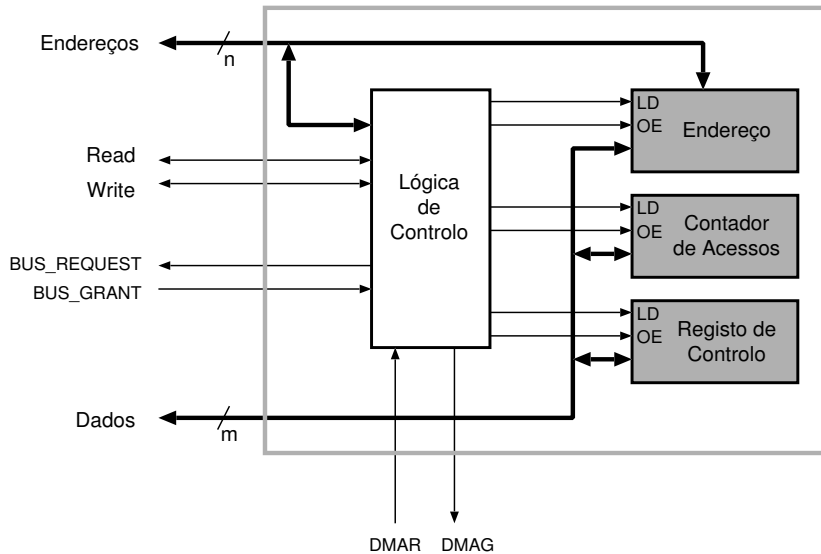 Endereços
n
LD
OE
Endereço
Read
Write
Lógica
de
Controlo
LD
OE
Contador
de Acessos
BUS_REQUEST
BUS_GRANT
LD
OE
Registo de
Controlo
Dados
m
DMAR
DMAG